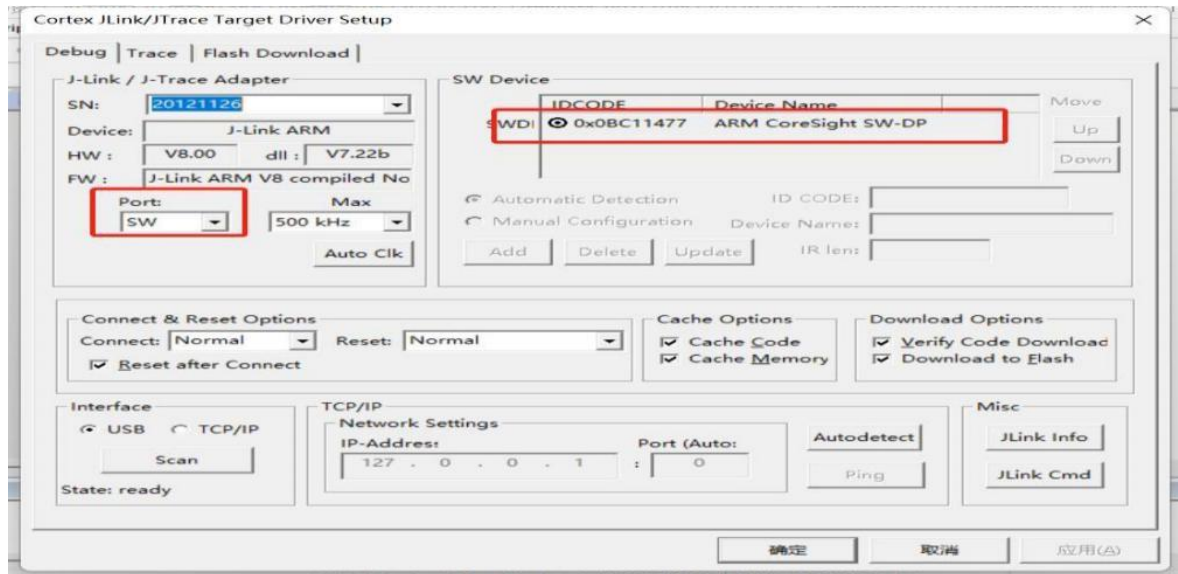 Cortex JLink/JTrace Target Driver Setup
Debug | Trace | Flash Download |
J-Link / J-Trace Adapter
SN: 20121126
Device: J-Link ARM
HW : V8.00 dll : V7.22b
FW : J-Link ARM V8 compiled No
Port: Max
SW 500 kHz
Auto Clk
SW Device
IDCODE Device Name Move
SWDI 0x0BC11477 ARM CoreSight SW-DP Up
Down
Automatic Detection ID CODE:
Manual Configuration Device Name:
Add Delete Update IR len:
Connect & Reset Options
Connect: Normal Reset: Normal
Reset after Connect
Cache Options
Cache Code
Cache Memory
Download Options
Verify Code Download
Download to Flash
Interface
USB TCP/IP
Scan
State: ready
TCP/IP
Network Settings
IP-Addres: Port (Auto:
127 . 0 . 0 . 1 : 0
Autodetect
Ping
Misc
JLink Info
JLink Cmd
确定 取消 应用(A)